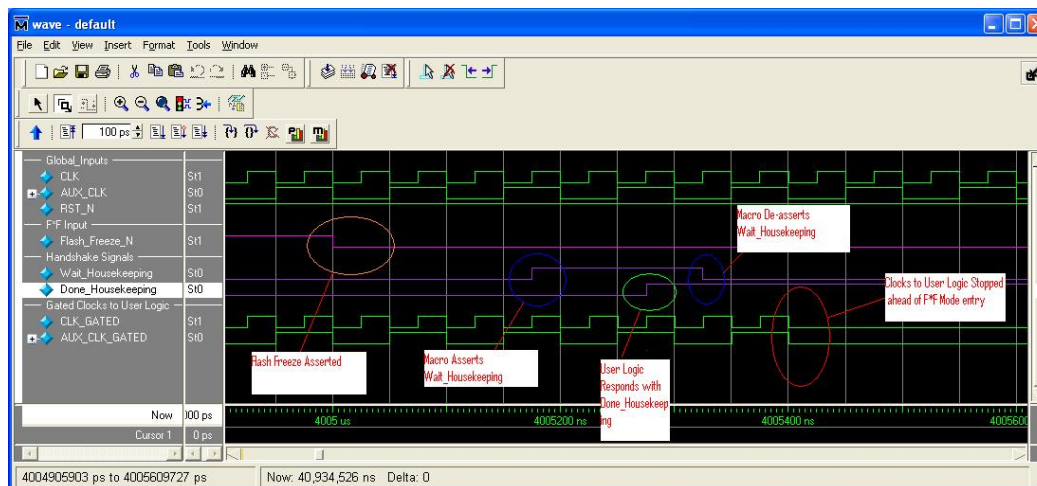 wave - default
File Edit View Insert Format Tools Window
100 ps
Global_Inputs
CLK St1
AUX_CLK St0
RST_N St1
F*F Input
Flash_Freeze_N St1
Handshake Signals
Wait_Housekeeping St0
Done_Housekeeping St0
Gated Clocks to User Logic
CLK_GATED St1
AUX_CLK_GATED St0
Macro De-asserts
Wait_Housekeeping
Clocks to User Logic Stopped
ahead of F*F Mode entry
Flash Freeze Asserted
Macro Asserts
Wait_Housekeeping
User Logic
Responds with
Done_Housekeep
ing
Now 00 ps
4005 us 4005200 ns 4005400 ns 4005600
Cursor 1 0 ps
4004905903 ps to 4005609727 ps Now: 40,934,526 ns Delta: 0